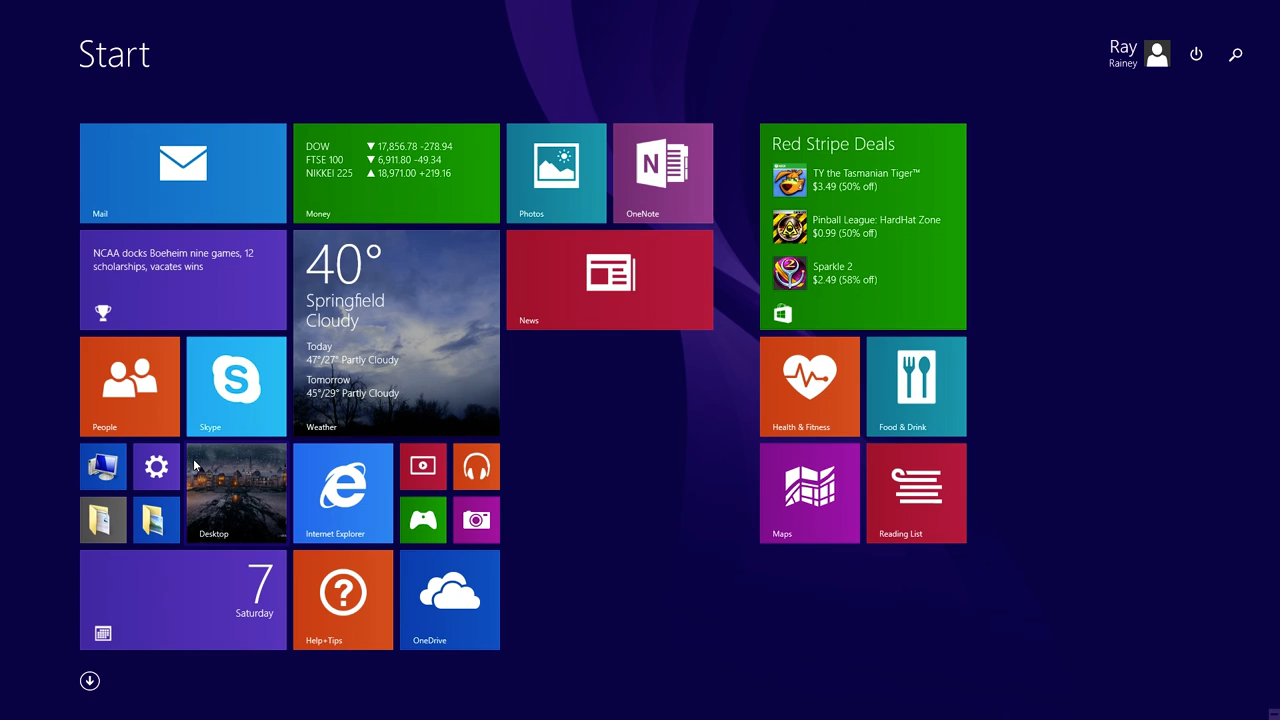 Start
Ray
Rainey
Mail
DOW ▼ 17,856.78 -278.94
FTSE 100 ▼ 6,911.80 -49.34
NIKKEI 225 ▲ 18,971.00 +219.16
Money
Photos
N
OneNote
Red Stripe Deals
TY the Tasmanian Tiger™
$3.49 (50% off)
Pinball League: HardHat Zone
$0.99 (50% off)
Sparkle 2
$2.49 (58% off)
NCAA docks Boeheim nine games, 12
scholarships, vacates wins
40°
Springfield
Cloudy
Today
47°/27° Partly Cloudy
Tomorrow
45°/29° Partly Cloudy
Weather
News
People
S
Skype
Health & Fitness
Food & Drink
Desktop
Internet Explorer
Maps
Reading List
7
Saturday
?
Help+Tips
OneDrive